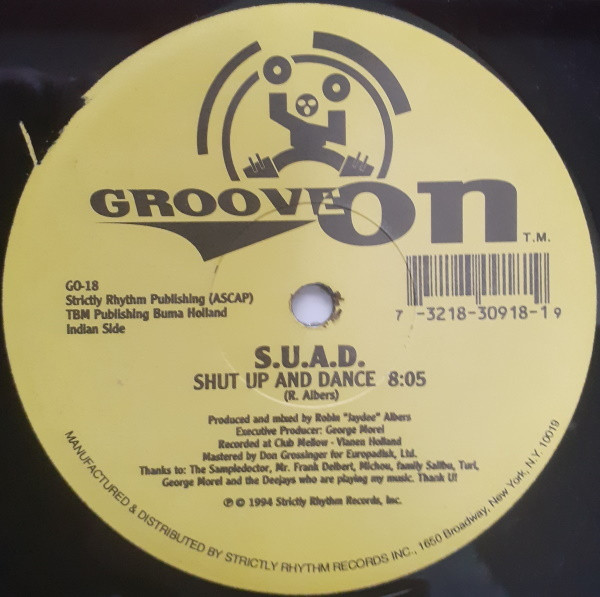 GROOVE on T.M.
GO-18
Strictly Rhythm Publishing (ASCAP)
TBM Publishing Buma Holland
Indian Side
7 -3218-30918-1 9
S.U.A.D.
SHUT UP AND DANCE 8:05
(R. Albers)
Produced and mixed by Robin "Jaydee" Albers
Executive Producer: George Morel
Recorded at Club Mellow - Vianen Holland
Mastered by Don Grossinger for Europadisk, Ltd.
Thanks to: The Sampledoctor, Mr. Frank Delbert, Michou, family Salibu, Turi,
George Morel and the Deejays who are playing my music. Thank U!
℗ © 1994 Strictly Rhythm Records, Inc.
MANUFACTURED & DISTRIBUTED BY STRICTLY RHYTHM RECORDS INC., 1650 Broadway, New York, N.Y. 10019